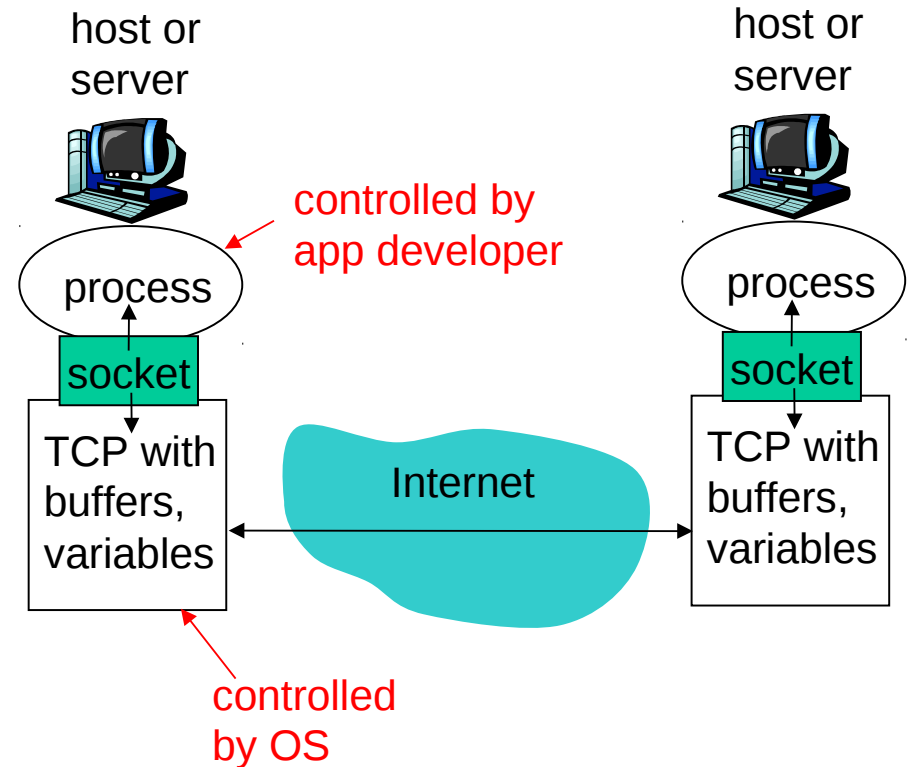 host or
server
host or
server
controlled by
app developer
process
process
socket
socket
TCP with
buffers,
variables
Internet
TCP with
buffers,
variables
controlled
by OS